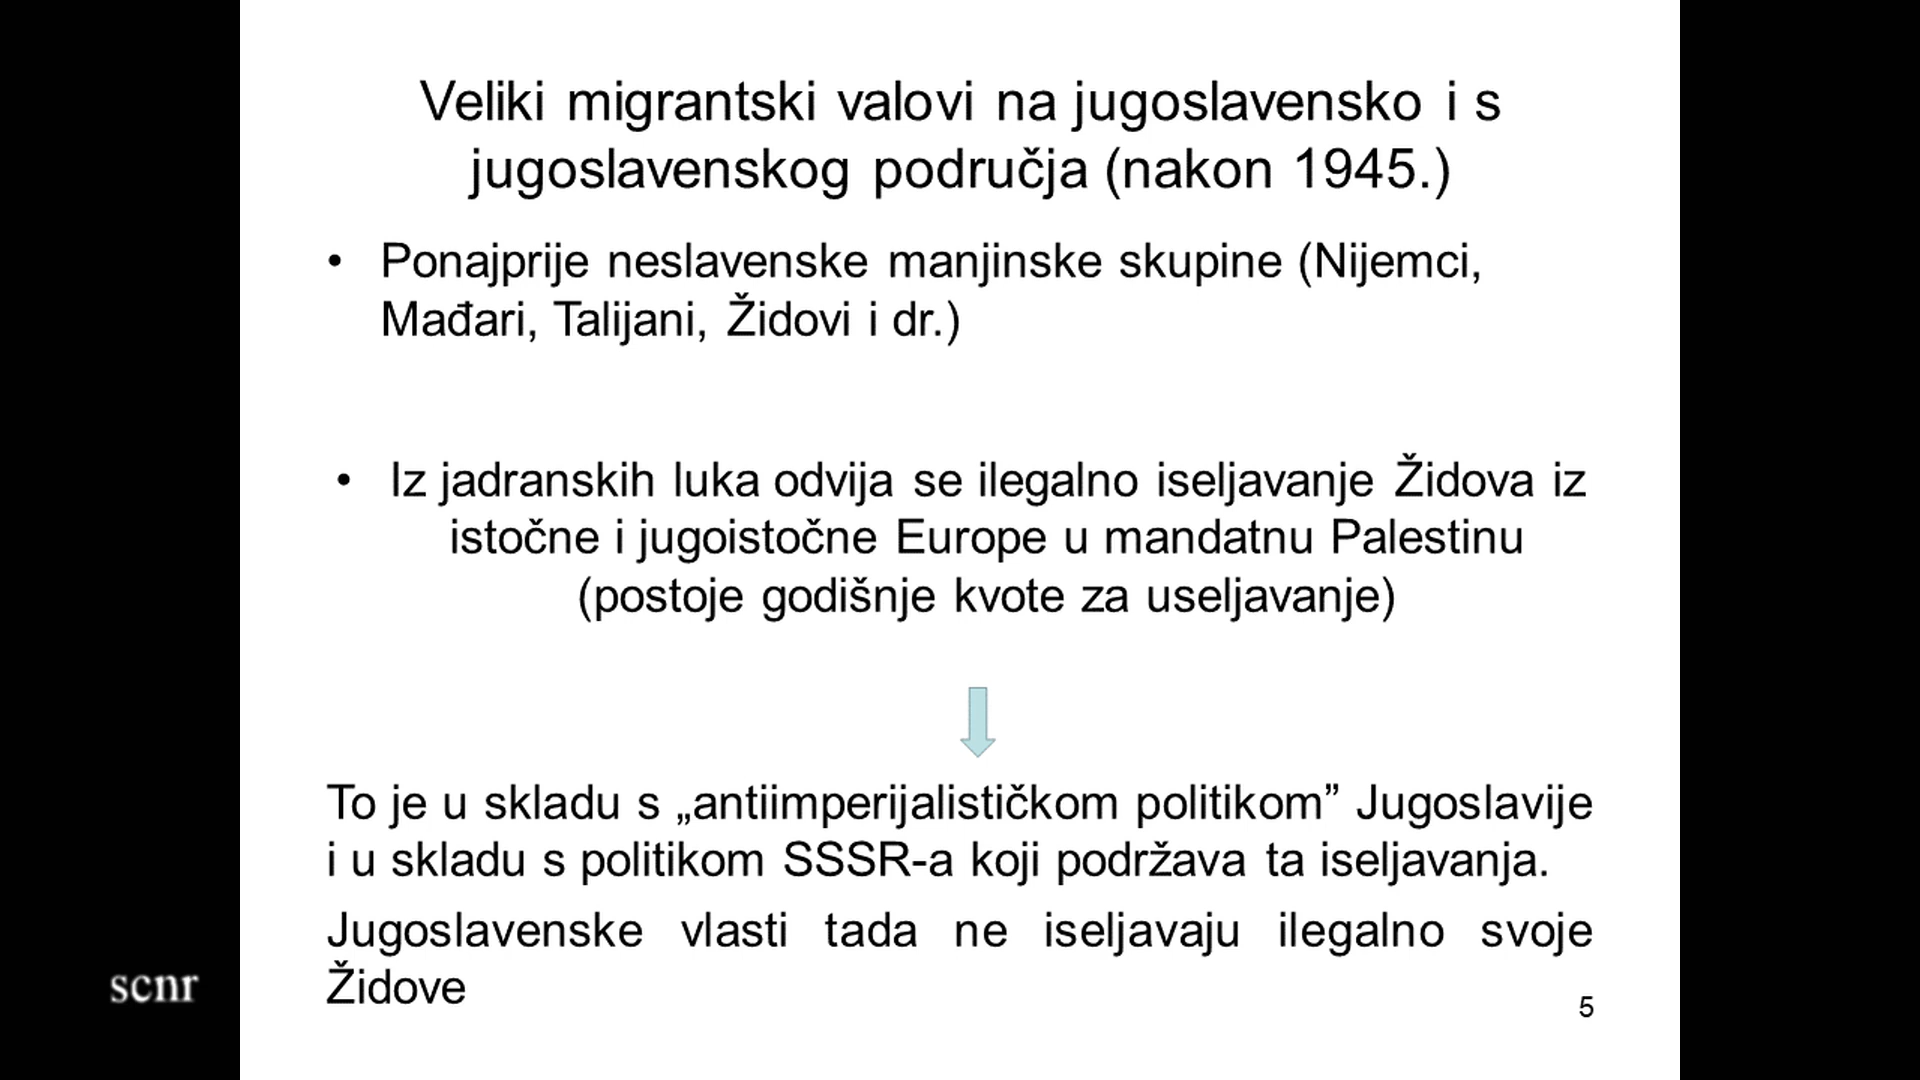 Veliki migrantski valovi na jugoslavensko i s
jugoslavenskog područja (nakon 1945.)
• Ponajprije neslavenske manjinske skupine (Nijemci,
Mađari, Talijani, Židovi i dr.)
• Iz jadranskih luka odvija se ilegalno iseljavanje Židova iz
istočne i jugoistočne Europe u mandatnu Palestinu
(postoje godišnje kvote za useljavanje)
To je u skladu s „antiimperijalističkom politikom” Jugoslavije
i u skladu s politikom SSSR-a koji podržava ta iseljavanja.
Jugoslavenske vlasti tada ne iseljavaju ilegalno svoje
Židove
scnr
5